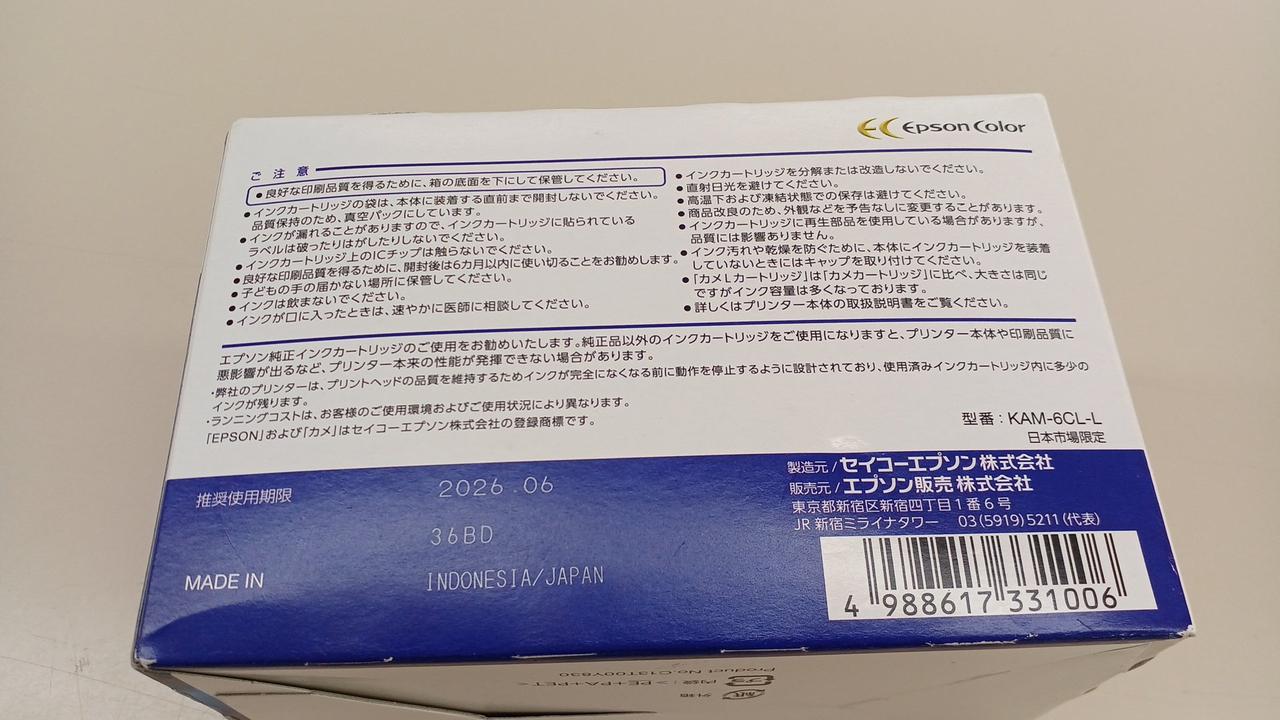 Epson Color
ご注意
●良好な印刷品質を得るために、箱の底面を下にして保管してください。
●インクカートリッジの袋は、本体に装着する直前まで開封しないでください。
品質保持のため、真空パックにしています。
●インクが漏れることがありますので、インクカートリッジに貼られている
ラベルは破ったりはがしたりしないでください。
●インクカートリッジ上のICチップは触らないでください。
●良好な印刷品質を得るために、開封後は6カ月以内に使い切ることをお勧めします。
●子どもの手の届かない場所に保管してください。
●インクは飲まないでください。
●インクが口に入ったときは、速やかに医師に相談してください。
●インクカートリッジを分解または改造しないでください。
●直射日光を避けてください。
●高温下および凍結状態での保存は避けてください。
●商品改良のため、外観などを予告なしに変更することがあります。
●インクカートリッジに再生部品を使用している場合がありますが、
品質には影響ありません。
●インク汚れや乾燥を防ぐために、本体にインクカートリッジを装着
していないときにはキャップを取り付けてください。
●「カメLカートリッジ」は「カメカートリッジ」に比べ、大きさは同じ
ですがインク容量は多くなっております。
●詳しくはプリンター本体の取扱説明書をご覧ください。
エプソン純正インクカートリッジのご使用をお勧めいたします。純正品以外のインクカートリッジをご使用になりますと、プリンター本体や印刷品質に
悪影響が出るなど、プリンター本来の性能が発揮できない場合があります。
・弊社のプリンターは、プリントヘッドの品質を維持するためインクが完全になくなる前に動作を停止するように設計されており、使用済みインクカートリッジ内に多少の
インクが残ります。
・ランニングコストは、お客様のご使用環境およびご使用状況により異なります。
「EPSON」および「カメ」はセイコーエプソン株式会社の登録商標です。
型番：KAM-6CL-L
日本市場限定
推奨使用期限 2026.06
36BD
MADE IN INDONESIA/JAPAN
製造元/セイコーエプソン株式会社
販売元/エプソン販売株式会社
東京都新宿区新宿四丁目1番6号
JR新宿ミライナタワー 03(5919)5211(代表)
4 988617 331006
Product No.C13T00Y830
内袋：>PE+PA+PET<
プラ
外箱
紙